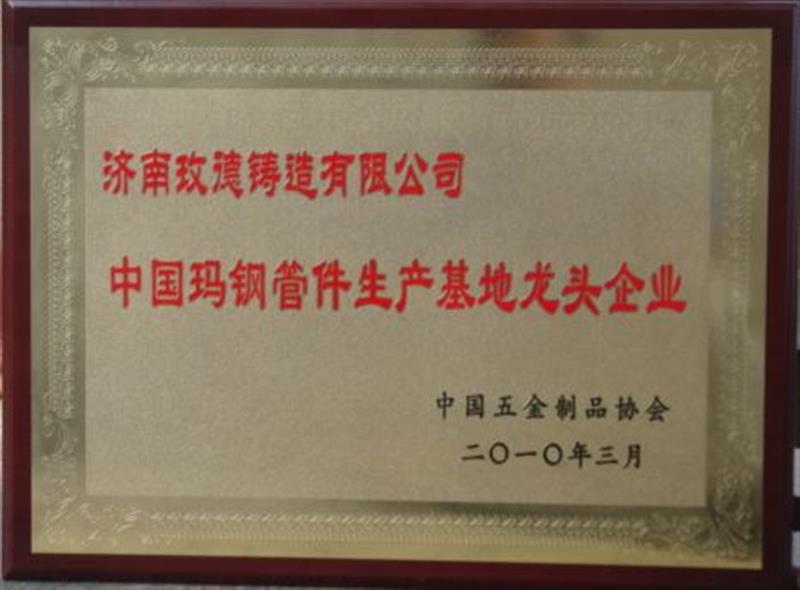 济南玫德铸造有限公司
中国玛钢管件生产基地龙头企业
中国五金制品协会
二〇一〇年三月